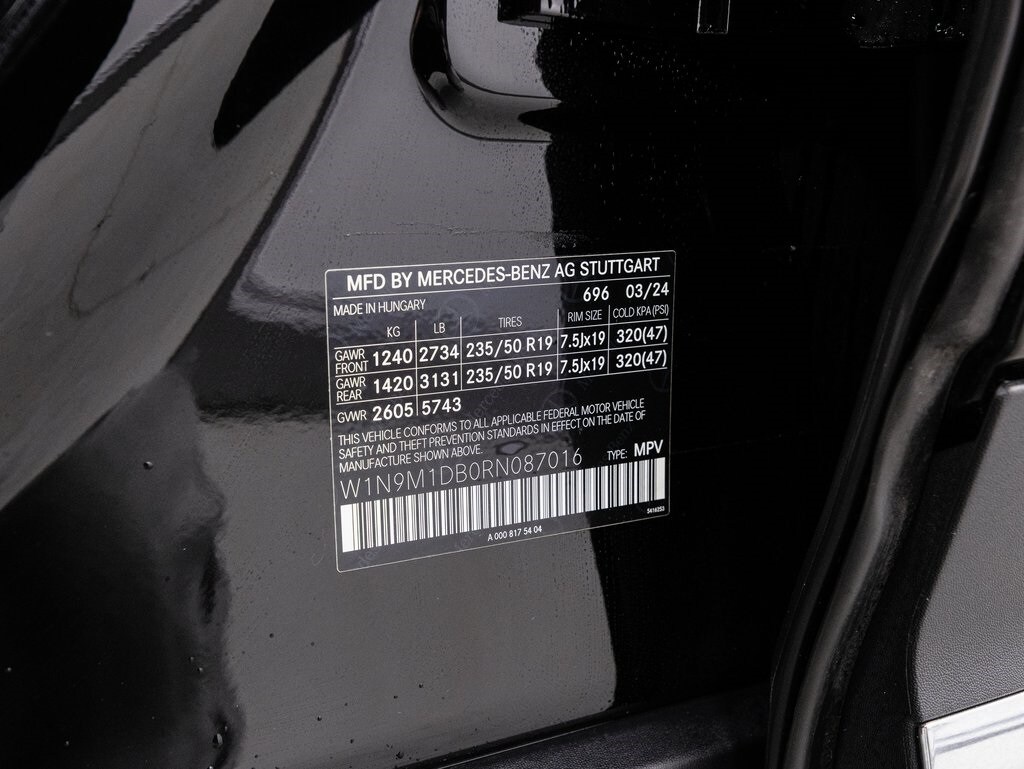 MFD BY MERCEDES-BENZ AG STUTTGART
MADE IN HUNGARY 696 03/24
KG LB TIRES RIM SIZE COLD KPA (PSI)
GAWR FRONT 1240 2734 235/50 R19 7.5Jx19 320(47)
GAWR REAR 1420 3131 235/50 R19 7.5Jx19 320(47)
GVWR 2605 5743
THIS VEHICLE CONFORMS TO ALL APPLICABLE FEDERAL MOTOR VEHICLE
SAFETY AND THEFT PREVENTION STANDARDS IN EFFECT ON THE DATE OF
MANUFACTURE SHOWN ABOVE.
W1N9M1DB0RN087016 TYPE: MPV
A 000 817 54 04
5416253